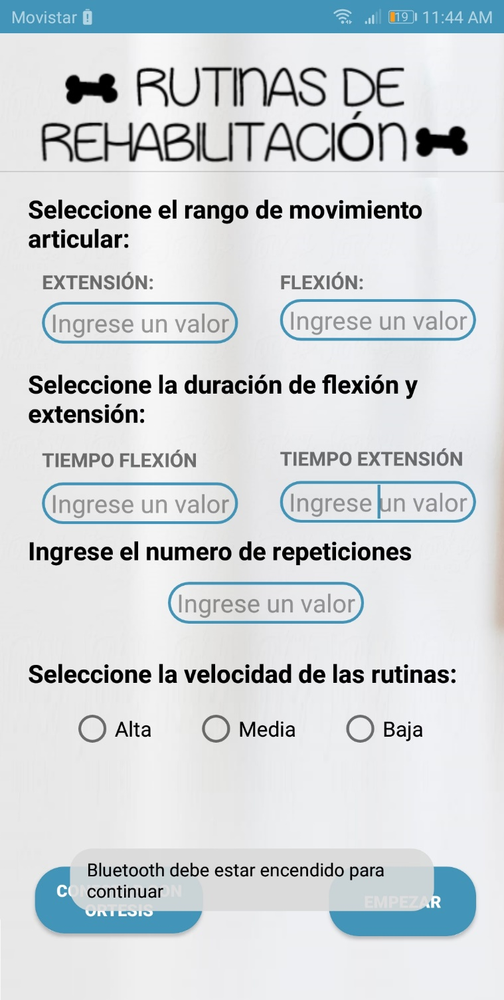 Movistar
19 11:44 AM
RUTINAS DE
REHABILITACIÓN
Seleccione el rango de movimiento
articular:
EXTENSIÓN: FLEXIÓN:
Ingrese un valor Ingrese un valor
Seleccione la duración de flexión y
extensión:
TIEMPO FLEXIÓN TIEMPO EXTENSIÓN
Ingrese un valor Ingrese un valor
Ingrese el numero de repeticiones
Ingrese un valor
Seleccione la velocidad de las rutinas:
Alta Media Baja
Bluetooth debe estar encendido para
continuar
ORTESIS
EMPEZAR